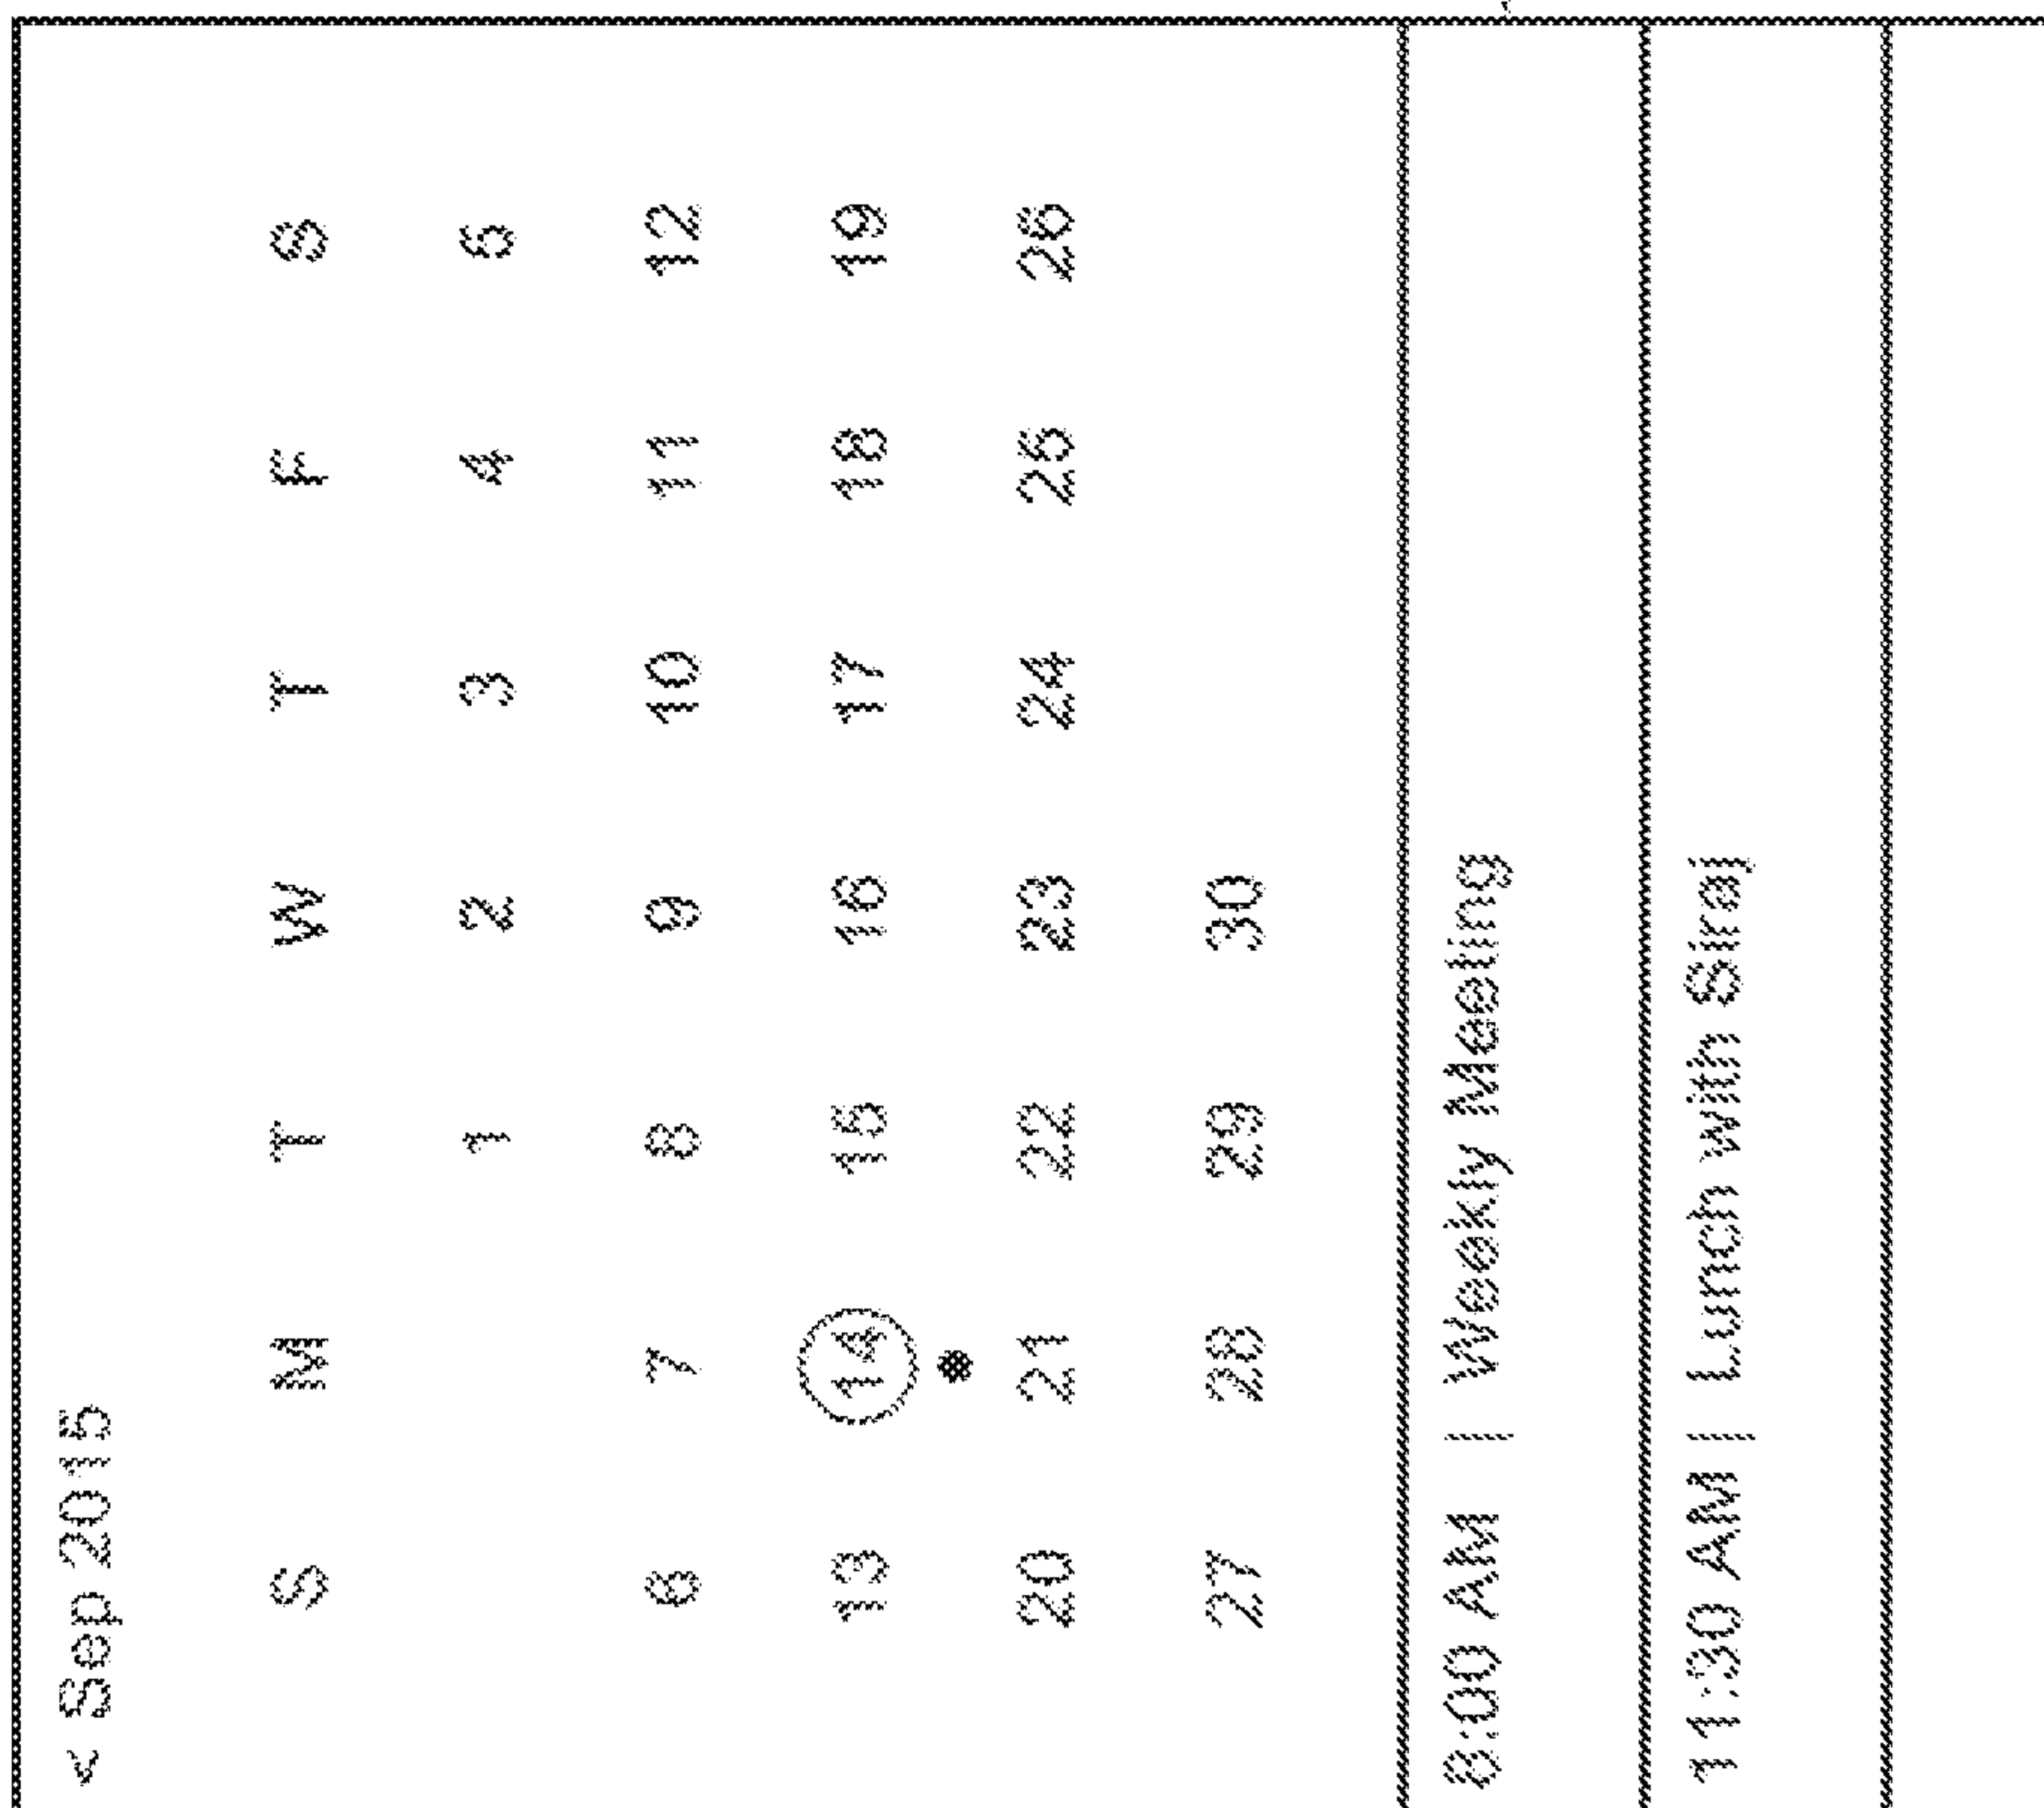 < Sep 2015
S M T W T F S
1 2 3 4 5
6 7 8 9 10 11 12
13 14 15 16 17 18 19
20 21 22 23 24 25 26
27 28 29 30
8:00 AM | Weekly Meeting
11:30 AM | Lunch with Siraj